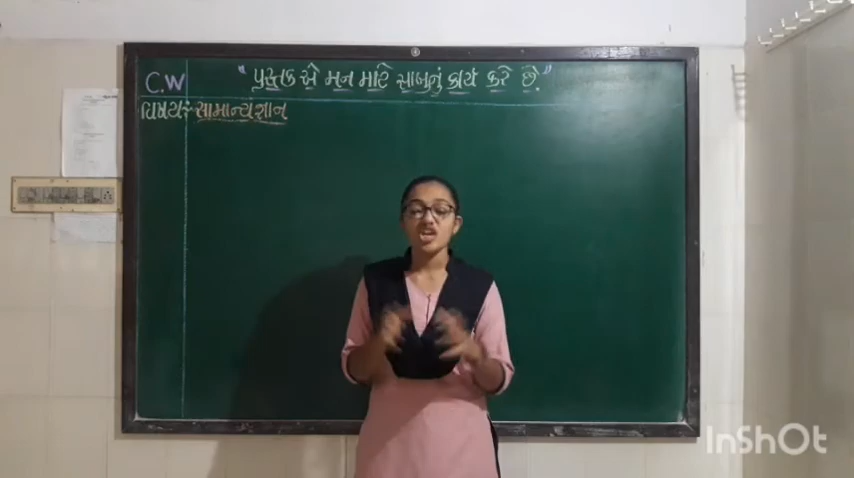 C.W
" પુસ્તક એ મન માટે સાબુનું કાર્ય કરે છે."
વિષય:- સામાન્યજ્ઞાન
InShOt